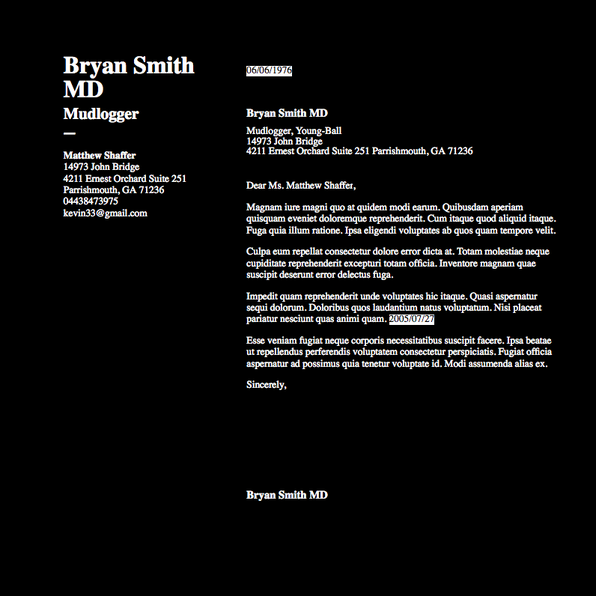 Bryan Smith
MD
Mudlogger
—
Matthew Shaffer
14973 John Bridge
4211 Ernest Orchard Suite 251
Parrishmouth, GA 71236
04438473975
kevin33@gmail.com
06/06/1976
Bryan Smith MD
Mudlogger, Young-Ball
14973 John Bridge
4211 Ernest Orchard Suite 251 Parrishmouth, GA 71236
Dear Ms. Matthew Shaffer,
Magnam iure magni quo at quidem modi earum. Quibusdam aperiam
quisquam eveniet doloremque reprehenderit. Cum itaque quod aliquid itaque.
Fuga quia illum ratione. Ipsa eligendi voluptates ab quos quam tempore velit.
Culpa eum repellat consectetur dolore error dicta at. Totam molestiae neque
cupiditate reprehenderit excepturi totam officia. Inventore magnam quae
suscipit deserunt error delectus fuga.
Impedit quam reprehenderit unde voluptates hic itaque. Quasi aspernatur
sequi dolorum. Doloribus quos laudantium natus voluptatum. Nisi placeat
pariatur nesciunt quas animi quam. 2005/07/27
Esse veniam fugiat neque corporis necessitatibus suscipit facere. Ipsa beatae
ut repellendus perferendis voluptatem consectetur perspiciatis. Fugiat officia
aspernatur ad possimus quia tenetur voluptate id. Modi assumenda alias ex.
Sincerely,
Bryan Smith MD